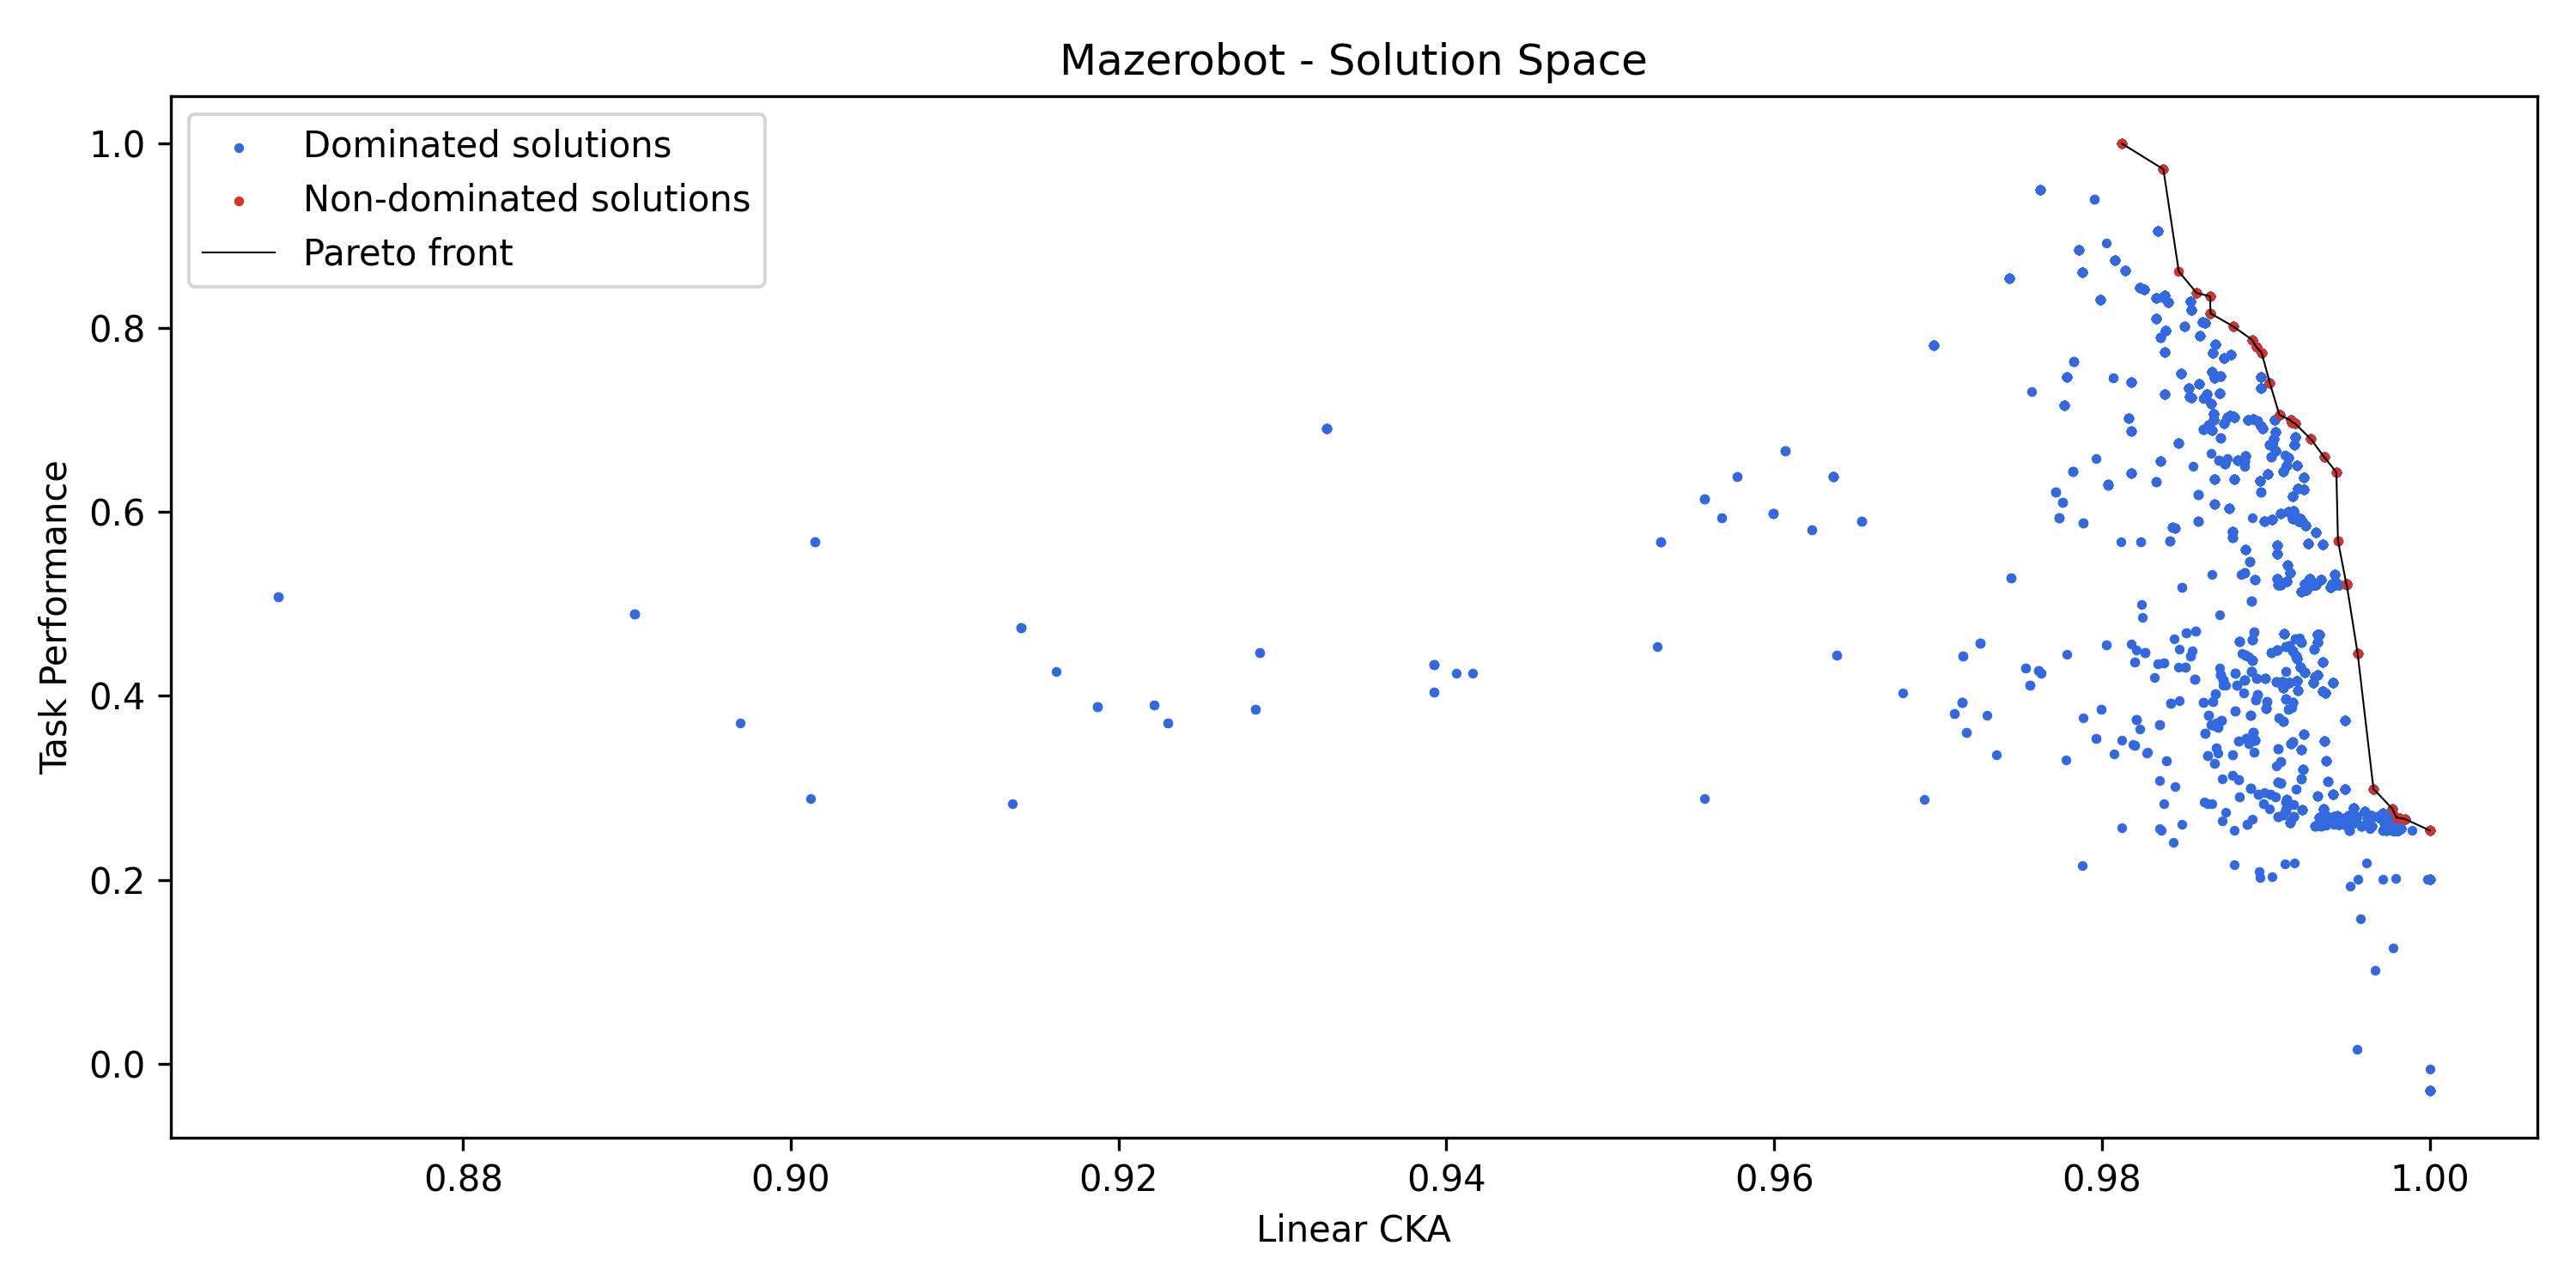 Mazerobot - Solution Space
Dominated solutions
Non-dominated solutions
Pareto front
Task Performance
1.0
0.8
0.6
0.4
0.2
0.0
0.88
0.90
0.92
0.94
0.96
0.98
1.00
Linear CKA